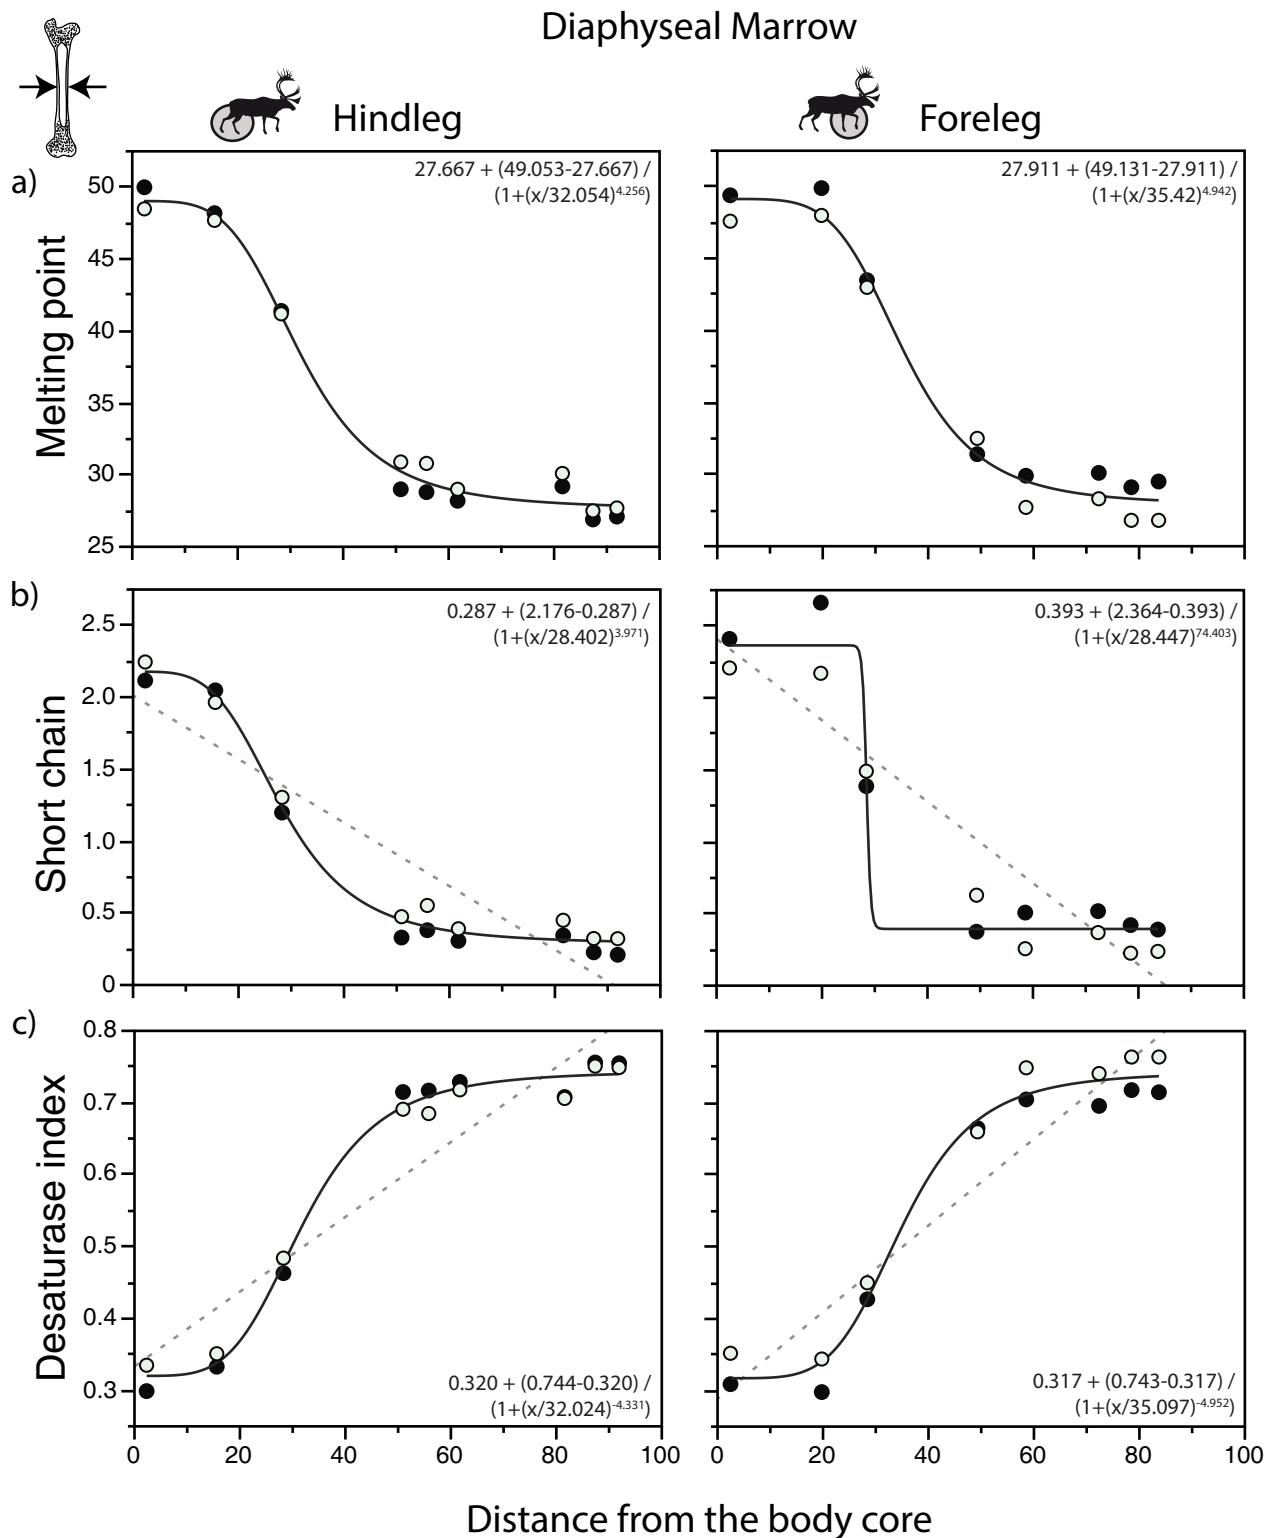 Diaphyseal Marrow
Hindleg
Foreleg
a)
Melting point
50
45
40
35
30
25
27.667 + (49.053-27.667) /
(1+(x/32.054)^4.256)
27.911 + (49.131-27.911) /
(1+(x/35.42)^4.942)
b)
Short chain
2.5
2.0
1.5
1.0
0.5
0
0.287 + (2.176-0.287) /
(1+(x/28.402)^3.971)
0.393 + (2.364-0.393) /
(1+(x/28.447)^74.403)
c)
Desaturase index
0.8
0.7
0.6
0.5
0.4
0.3
0.320 + (0.744-0.320) /
(1+(x/32.024)^-4.331)
0.317 + (0.743-0.317) /
(1+(x/35.097)^-4.952)
0 20 40 60 80 100
0 20 40 60 80 100
Distance from the body core